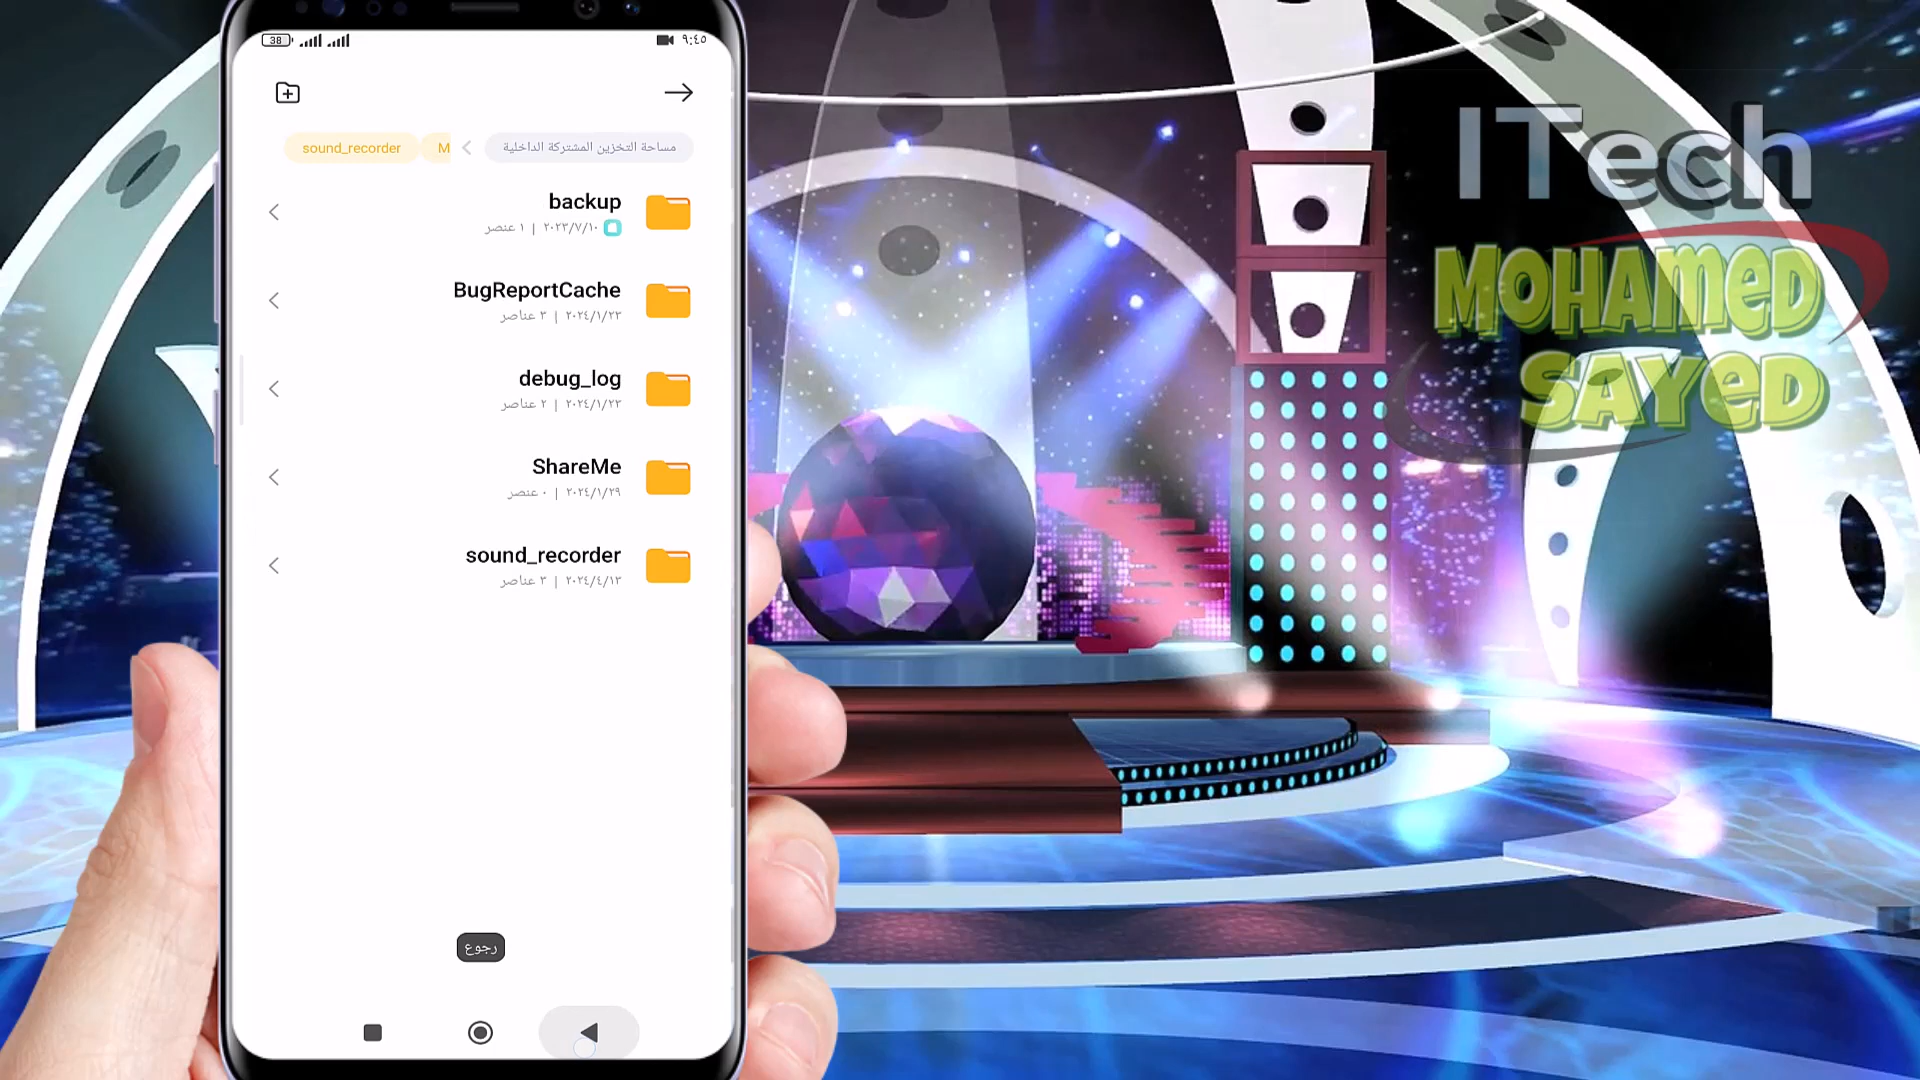 38
٩:٤٥
مساحة التخزين المشتركة الداخلية
M
sound_recorder
backup
٢٠٢٣/٧/١٠ | ١ عنصر
BugReportCache
٢٠٢٤/١/٢٣ | ٣ عناصر
debug_log
٢٠٢٤/١/٢٣ | ٢ عناصر
ShareMe
٢٠٢٤/١/٢٩ | ٠ عنصر
sound_recorder
٢٠٢٤/٤/١٣ | ٣ عناصر
رجوع
ITech
MOHAMED
SAYED